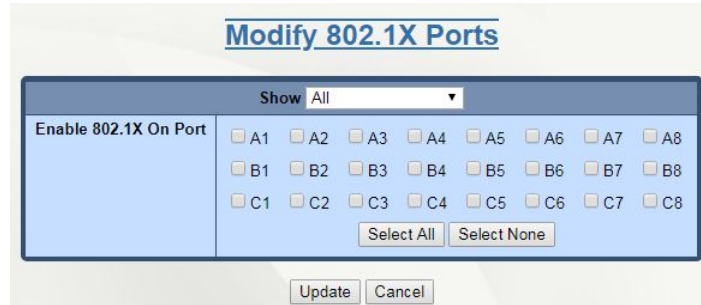 Modify 802.1X Ports
Show All
Enable 802.1X On Port
A1 A2 A3 A4 A5 A6 A7 A8
B1 B2 B3 B4 B5 B6 B7 B8
C1 C2 C3 C4 C5 C6 C7 C8
Select All Select None
Update Cancel